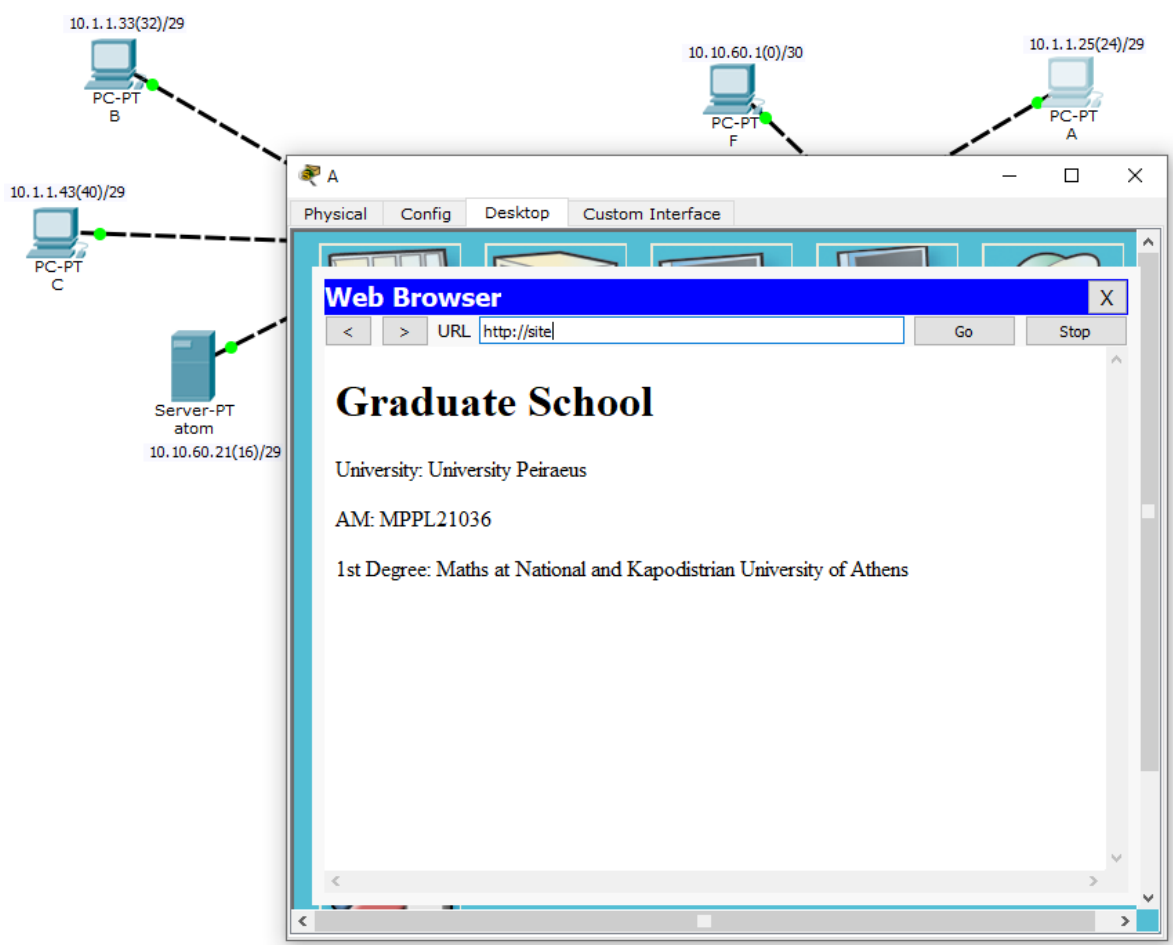 10.1.1.33(32)/29
PC-PT
B
10.10.60.1(0)/30
PC-PT
F
10.1.1.25(24)/29
PC-PT
A
10.1.1.43(40)/29
PC-PT
C
Server-PT
atom
10.10.60.21(16)/29
A
Physical Config Desktop Custom Interface
Web Browser X
< > URL http://site Go Stop
Graduate School
University: University Peiraeus
AM: MPPL21036
1st Degree: Maths at National and Kapodistrian University of Athens